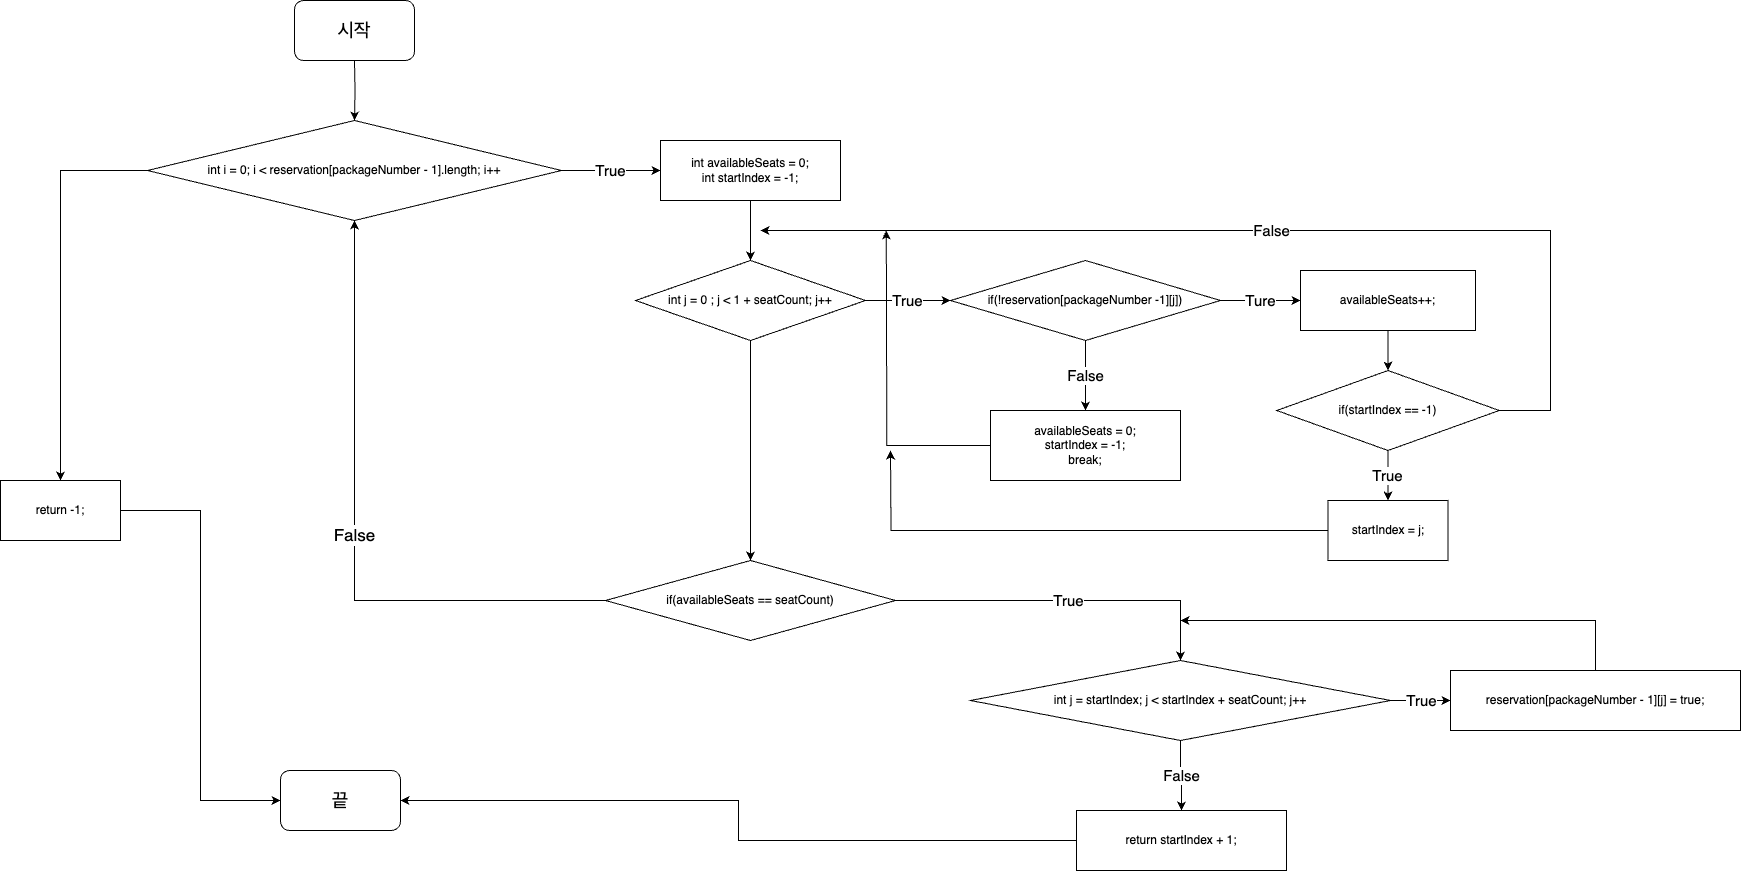 시작
int i = 0; i < reservation[packageNumber - 1].length; i++
True
int availableSeats = 0;
int startIndex = -1;
False
int j = 0 ; j < 1 + seatCount; j++
True
if(!reservation[packageNumber -1][j])
Ture
availableSeats++;
False
availableSeats = 0;
startIndex = -1;
break;
if(startIndex == -1)
True
startIndex = j;
return -1;
False
if(availableSeats == seatCount)
True
int j = startIndex; j < startIndex + seatCount; j++
True
reservation[packageNumber - 1][j] = true;
False
끝
return startIndex + 1;